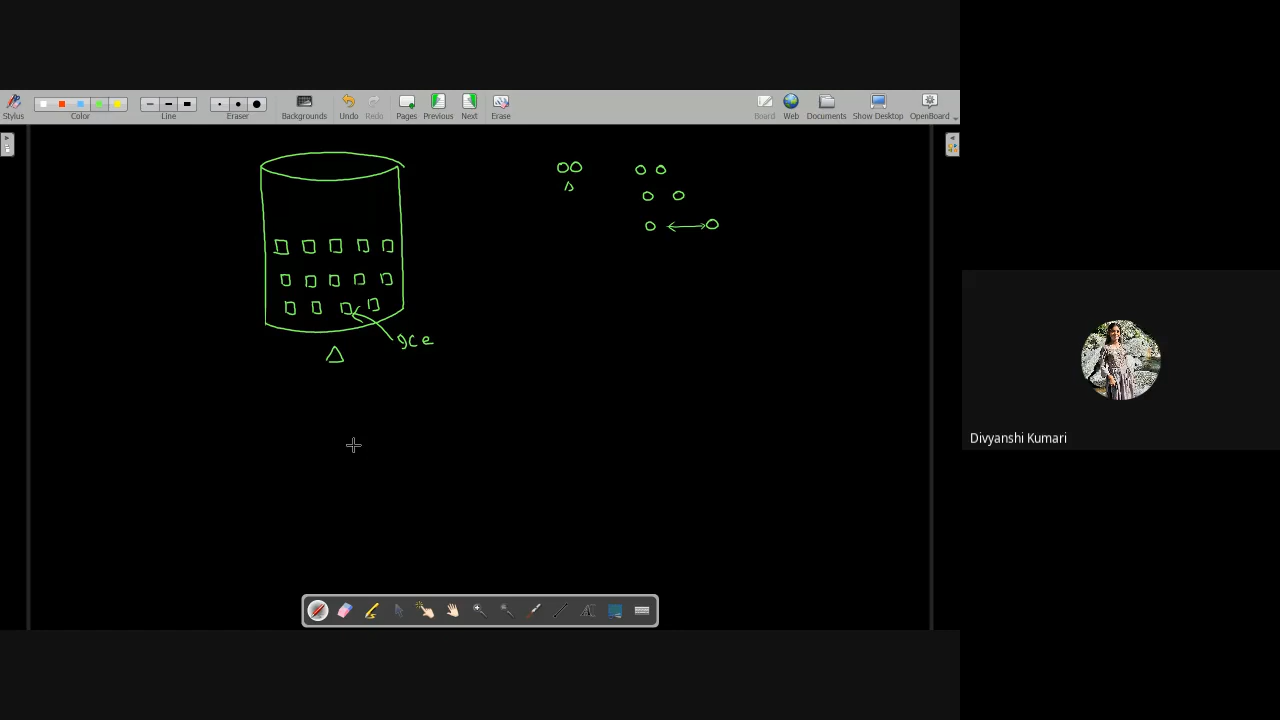 Stylus
Color
Line
Eraser
Backgrounds
Undo
Redo
Pages
Previous
Next
Erase
Board
Web
Documents
Show Desktop
OpenBoard
Ice
Divyanshi Kumari